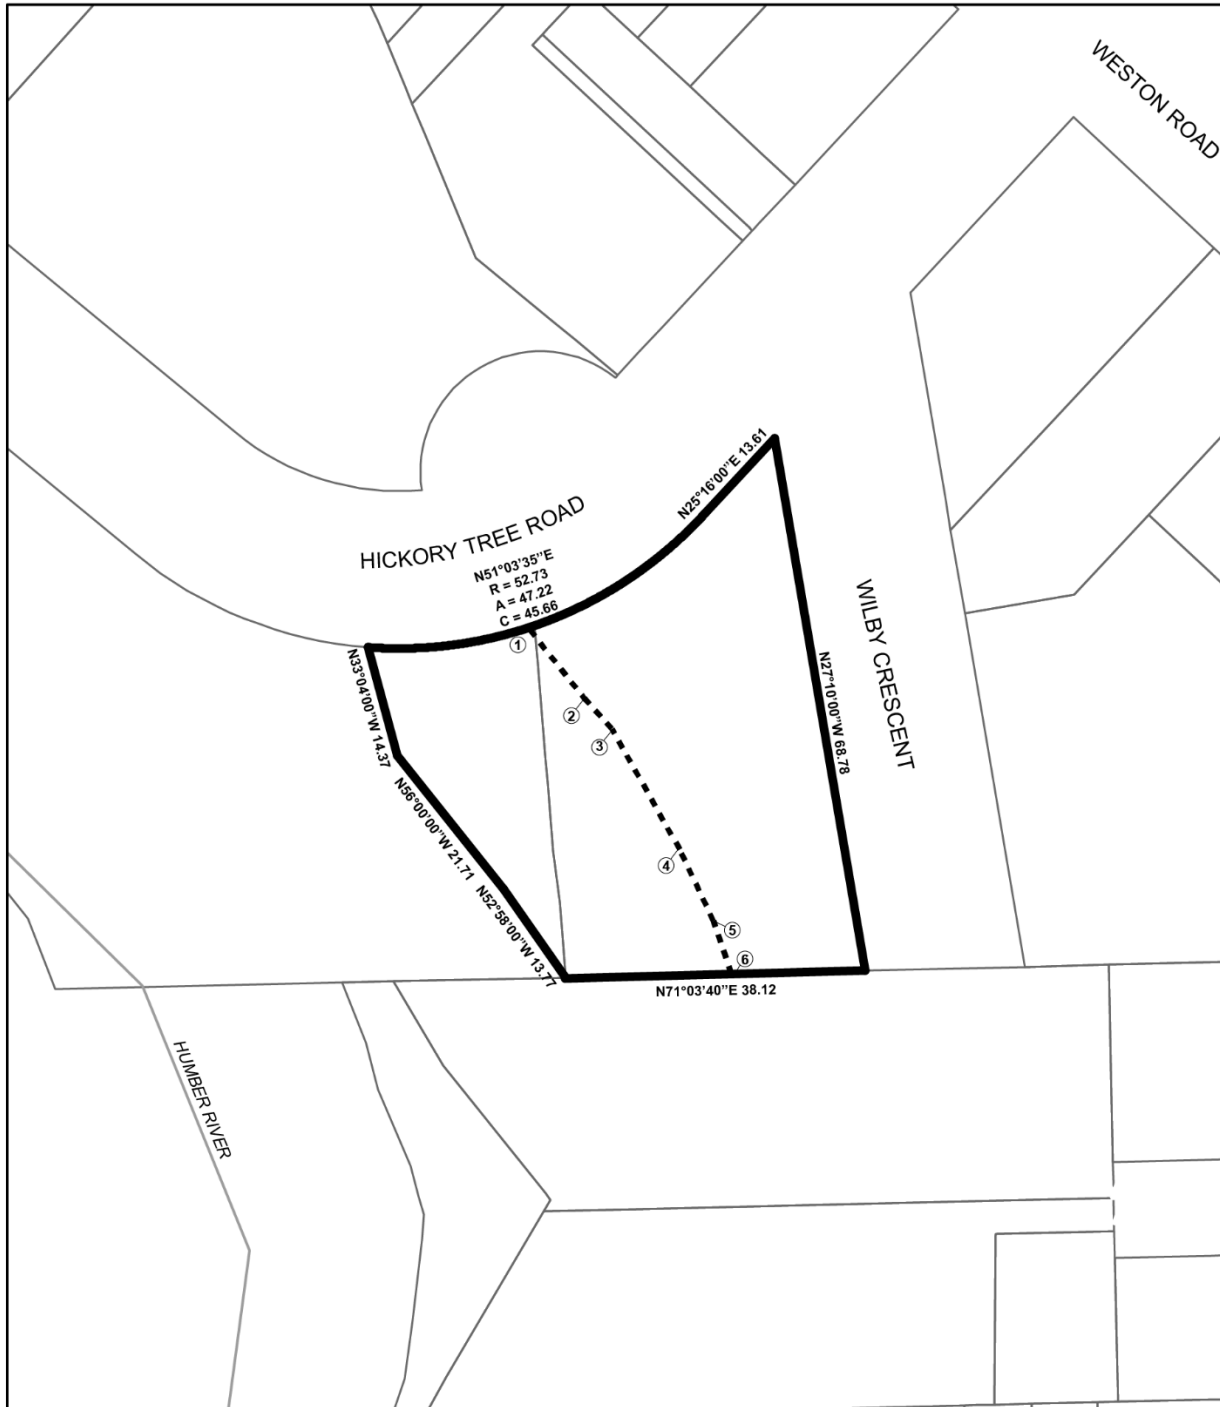 WESTON ROAD
N25°16'00"E 13.61
HICKORY TREE ROAD
N51°03'35"E
R = 52.73
A = 47.22
C = 45.66
1
WILBY CRESCENT
N33°04'00"W 14.37
N27°10'00"W 68.78
2
3
N56°00'00"W 21.71
4
N52°58'00"W 13.77
5
6
N71°03'40"E 38.12
HUMBER RIVER